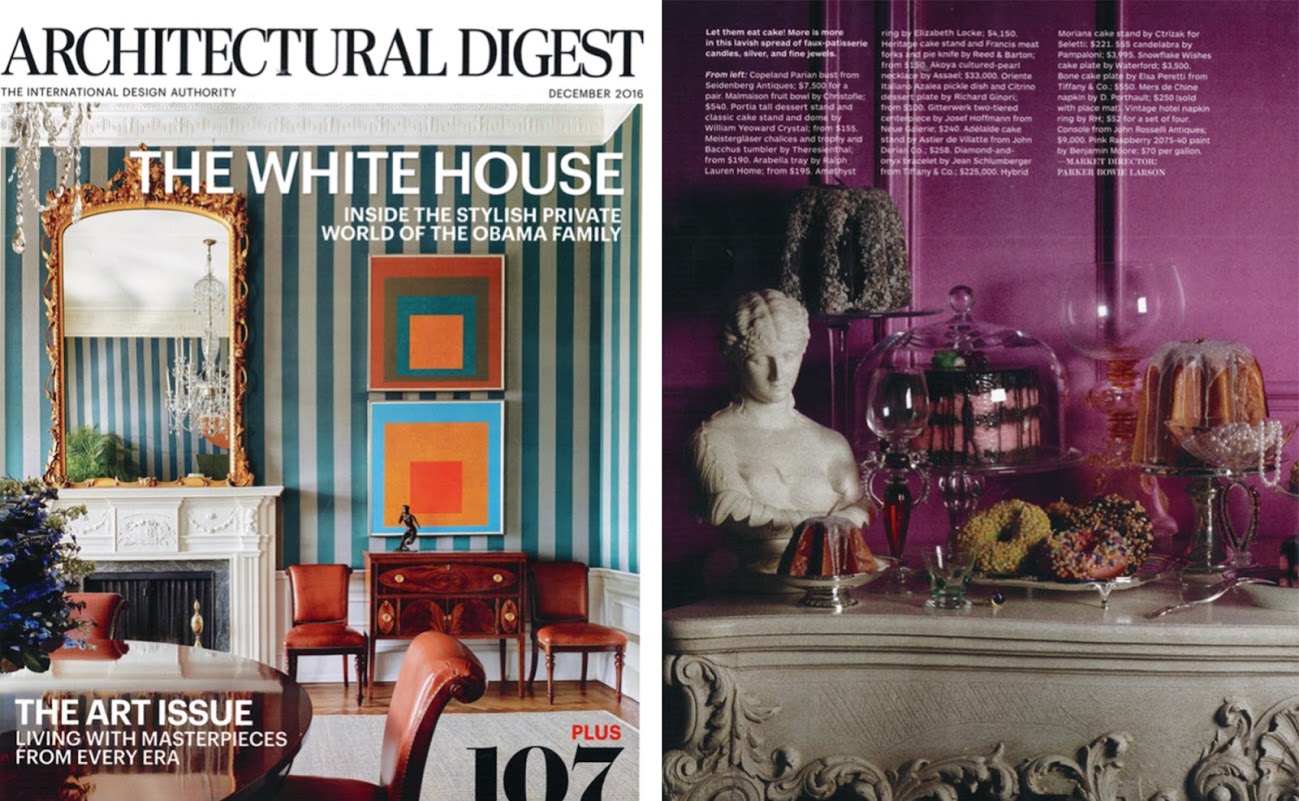 ARCHITECTURAL DIGEST
THE INTERNATIONAL DESIGN AUTHORITY
DECEMBER 2016
THE WHITE HOUSE
INSIDE THE STYLISH PRIVATE
WORLD OF THE OBAMA FAMILY
THE ART ISSUE
LIVING WITH MASTERPIECES
FROM EVERY ERA
PLUS
107
Let them eat cake! More is more
in this lavish spread of faux-patisserie
candles, silver, and fine jewels.
From left: Copeland Parian bust from
Seidenberg Antiques; $7,500 for a
pair. Malmaison fruit bowl by Christofle;
$540. Portia tall dessert stand and
classic cake stand and dome by
William Yeoward Crystal; from $155.
Meistergläser chalices and trophy and
Bacchus tumbler by Theresienthal;
from $190. Arabella tray by Ralph
Lauren Home; from $195. Amethyst
ring by Elizabeth Locke; $4,150.
Heritage cake stand and Francis meat
forks and pie knife by Reed & Barton;
from $150. Akoya cultured-pearl
necklace by Assael; $33,000. Oriente
Italiano Azalea pickle dish and Citrino
dessert plate by Richard Ginori;
from $100. Gitterwerk two-tiered
centerpiece by Josef Hoffmann from
Neue Galerie; $240. Adelaide cake
stand by Astier de Villatte from John
Derian Co.; $258. Diamond-and-
onyx bracelet by Jean Schlumberger
from Tiffany & Co.; $225,000. Hybrid
Moriana cake stand by Ctrlzak for
Seletti; $221. 555 candelabra by
Pampaloni; $3,995. Snowflake Wishes
cake plate by Waterford; $3,500.
Bone cake plate by Elsa Peretti from
Tiffany & Co.; $550. Mers de Chine
napkin by D. Porthault; $250 (sold
with place mat). Vintage hotel napkin
ring by RH; $52 for a set of four.
Console from John Rosselli Antiques;
$9,000. Pink Raspberry 2075-40 paint
by Benjamin Moore; $70 per gallon.
—MARKET DIRECTOR:
PARKER BOWIE LARSON